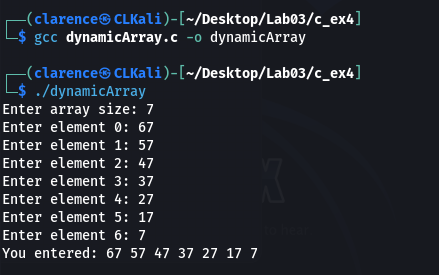 ┌──(clarence㉿CLKali)-[~/Desktop/Lab03/c_ex4]
└─$ gcc dynamicArray.c -o dynamicArray
┌──(clarence㉿CLKali)-[~/Desktop/Lab03/c_ex4]
└─$ ./dynamicArray
Enter array size: 7
Enter element 0: 67
Enter element 1: 57
Enter element 2: 47
Enter element 3: 37
Enter element 4: 27
Enter element 5: 17
Enter element 6: 7
You entered: 67 57 47 37 27 17 7